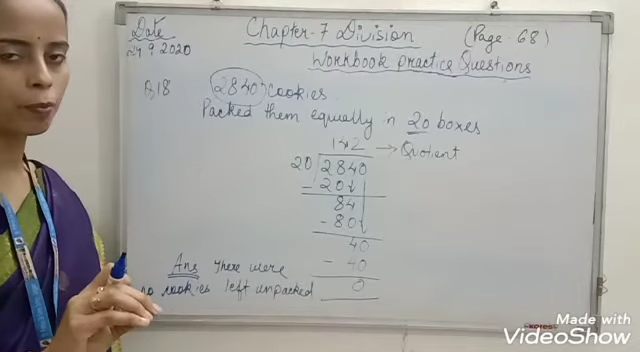 Date
24 9 2020
Chapter-7 Division
(Page-68)
Workbook practice Questions
Q18
2840 cookies.
Packed them equally in 20 boxes
142 → Quotient
20 2840
- 20↓
84
- 80↓
40
- 40
0
Ans There were
no cookies left unpacked
Made with
VideoShow